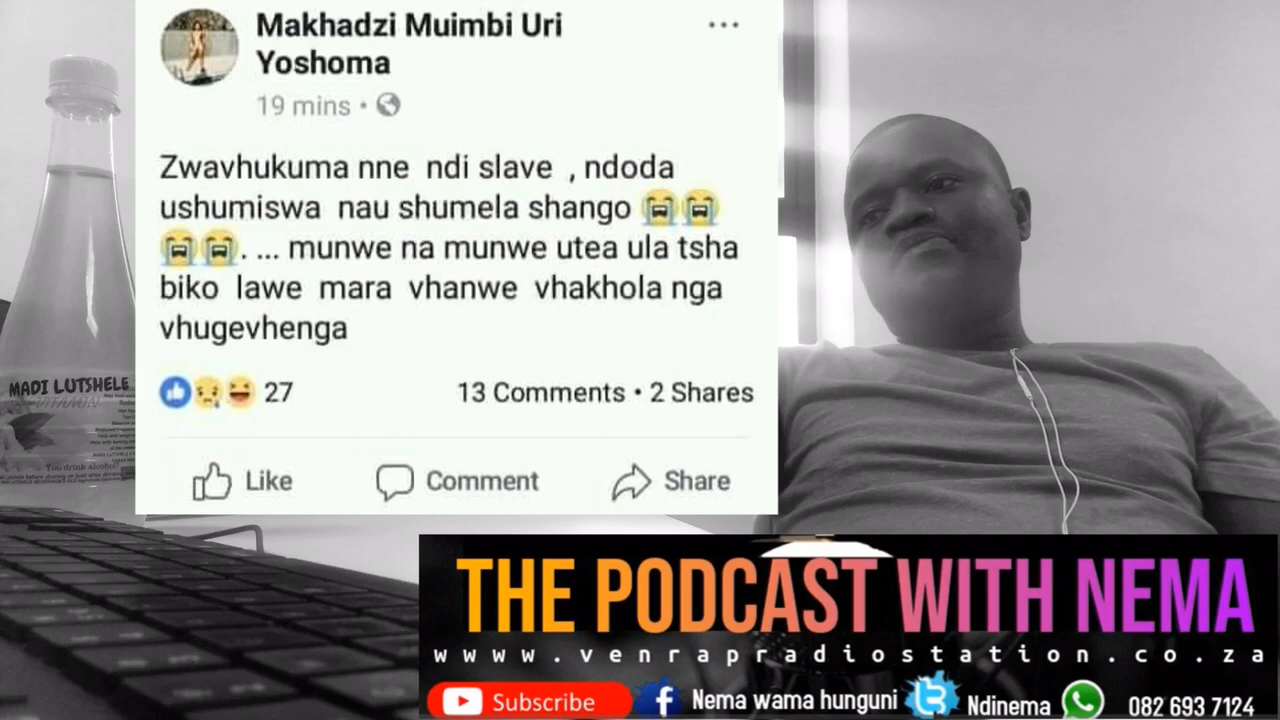 Makhadzi Muimbi Uri
Yoshoma
19 mins •
Zwavhukuma nne ndi slave , ndoda
ushumiswa nau shumela shango 😭😭
😭😭. ... munwe na munwe utea ula tsha
biko lawe mara vhanwe vhakhola nga
vhugevhenga
27
13 Comments • 2 Shares
Like
Comment
Share
MADI LUTSHELE
You drink alcohol?
THE PODCAST WITH NEMA
www.venrapradiostation.co.za
Subscribe
Nema wama hunguni
Ndinema
082 693 7124